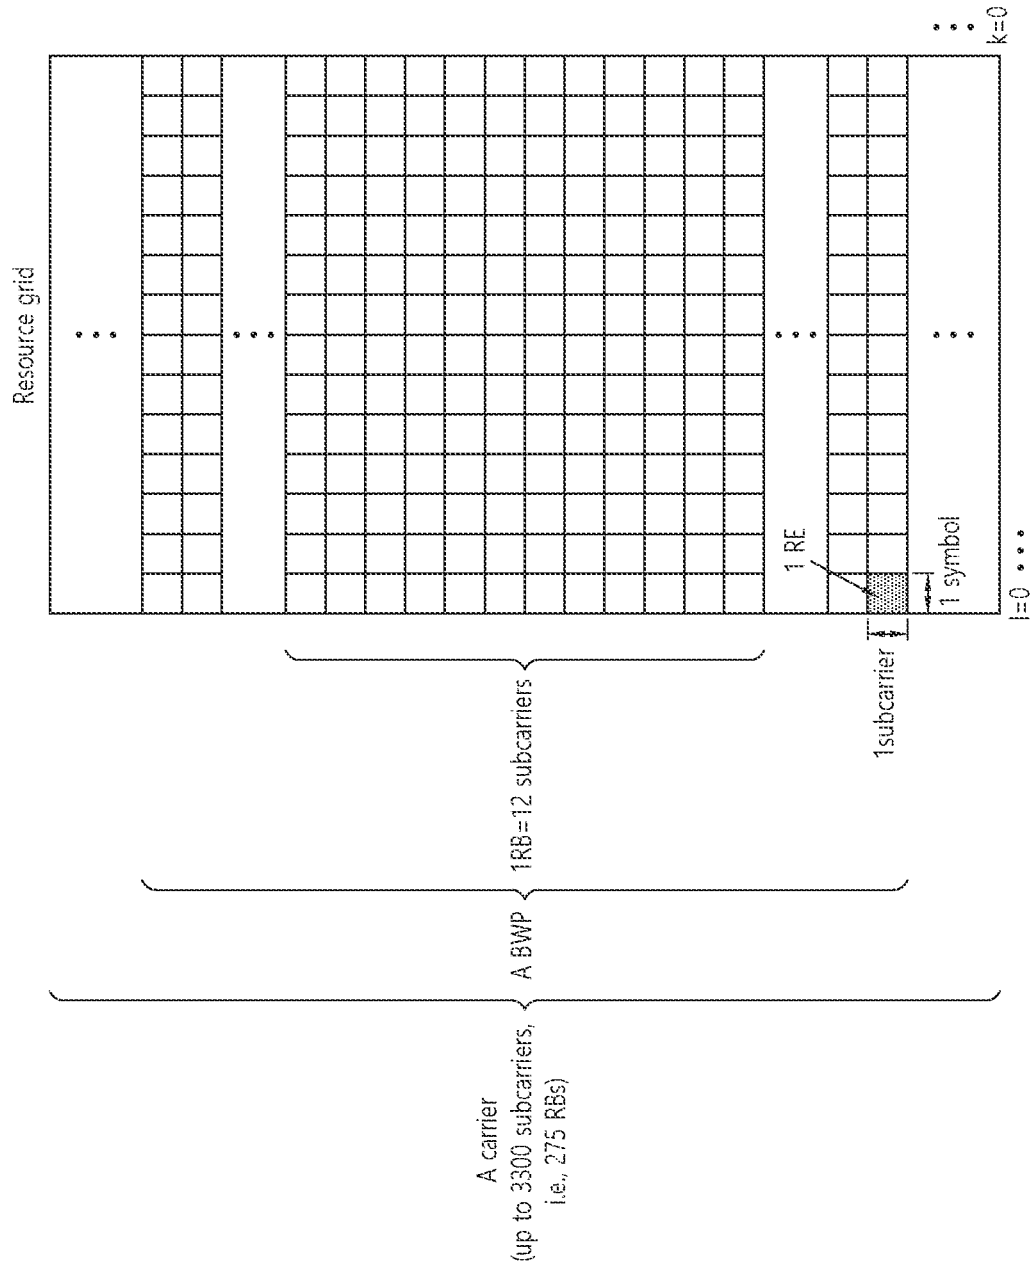 Resource grid
A carrier
(up to 3300 subcarriers,
i.e., 275 RBs)
A BWP
1RB=12 subcarriers
1subcarrier
1 RE
1 symbol
l=0
k=0